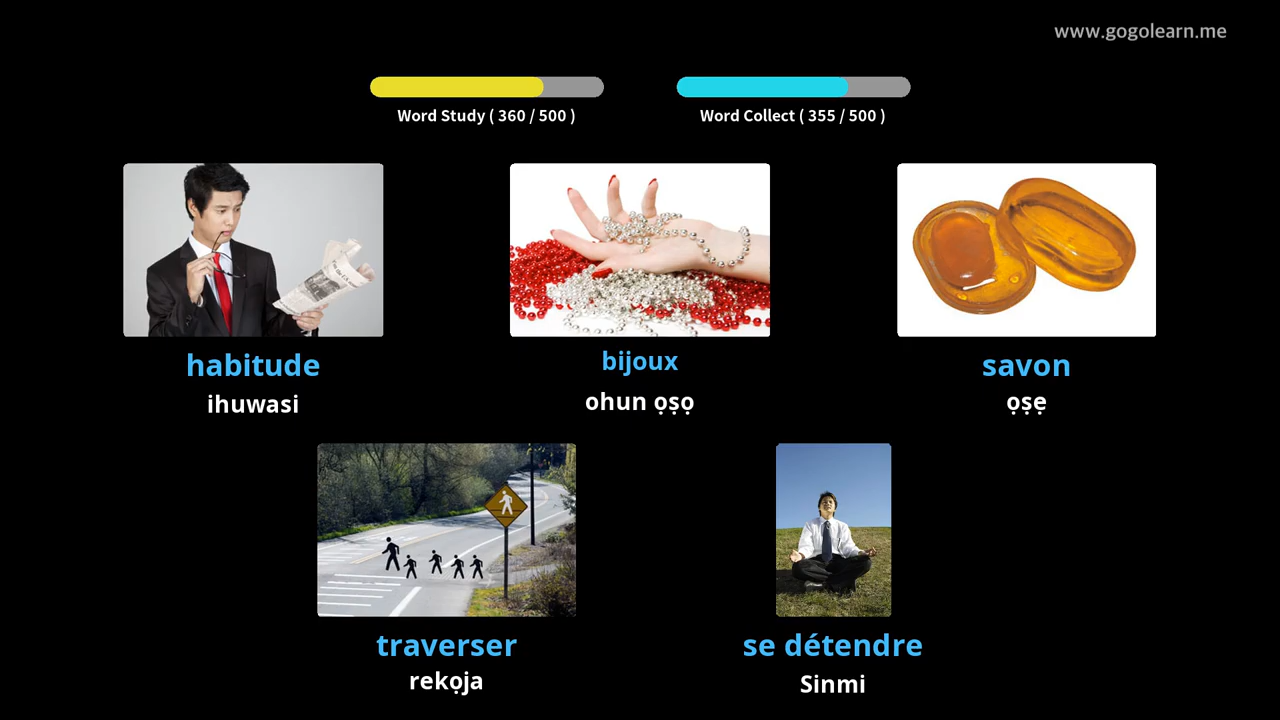 www.gogolearn.me
Word Study ( 360 / 500 )
Word Collect ( 355 / 500 )
habitude
ihuwasi
bijoux
ohun ọṣọ
savon
ọṣẹ
traverser
rekọja
se détendre
Sinmi